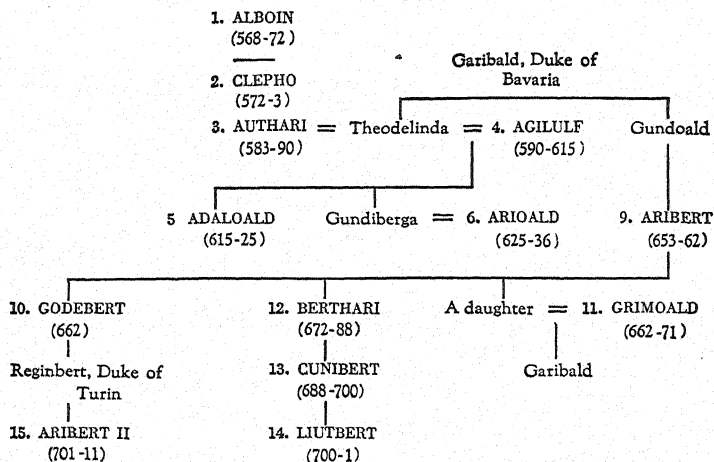 1. ALBOIN
(568-72)
2. CLEPHO
(572-3)
Garibald, Duke of
Bavaria
3. AUTHARI = Theodelinda = 4. AGILULF Gundoald
(583-90) (590-615)
5 ADALOALD Gundiberga = 6. ARIOALD 9. ARIBERT
(615-25) (625-36) (653-62)
10. GODEBERT 12. BERTHARI A daughter = 11. GRIMOALD
(662) (672-88) (662-71)
Reginbert, Duke of 13. CUNIBERT Garibald
Turin (688-700)
15. ARIBERT II 14. LIUTBERT
(701-11) (700-1)